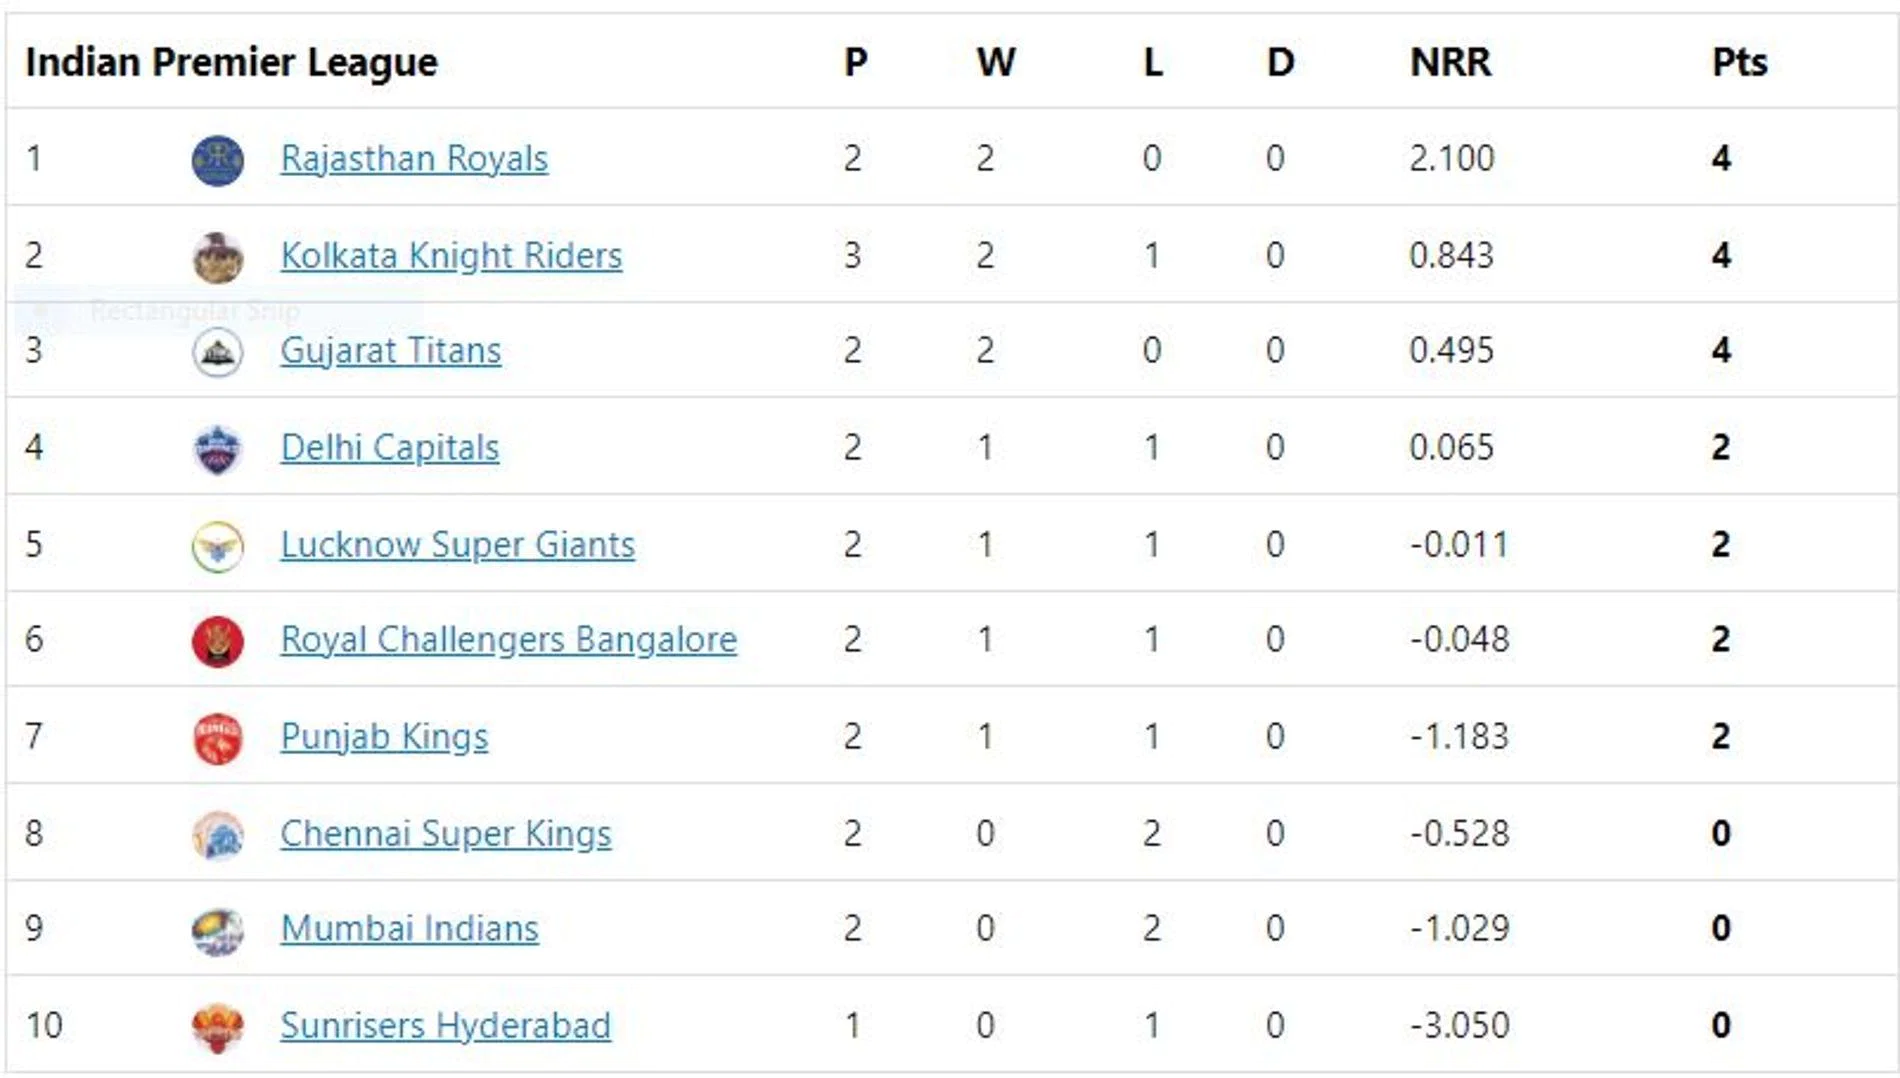 Indian Premier League P W L D NRR Pts
1 Rajasthan Royals 2 2 0 0 2.100 4
2 Kolkata Knight Riders 3 2 1 0 0.843 4
Rectangular Snip
3 Gujarat Titans 2 2 0 0 0.495 4
4 Delhi Capitals 2 1 1 0 0.065 2
5 Lucknow Super Giants 2 1 1 0 -0.011 2
6 Royal Challengers Bangalore 2 1 1 0 -0.048 2
7 Punjab Kings 2 1 1 0 -1.183 2
8 Chennai Super Kings 2 0 2 0 -0.528 0
9 Mumbai Indians 2 0 2 0 -1.029 0
10 Sunrisers Hyderabad 1 0 1 0 -3.050 0